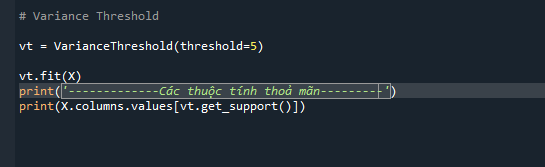 # Variance Threshold
vt = VarianceThreshold(threshold=5)
vt.fit(X)
print('-------------Các thuộc tính thoả mãn---------')
print(X.columns.values[vt.get_support()])